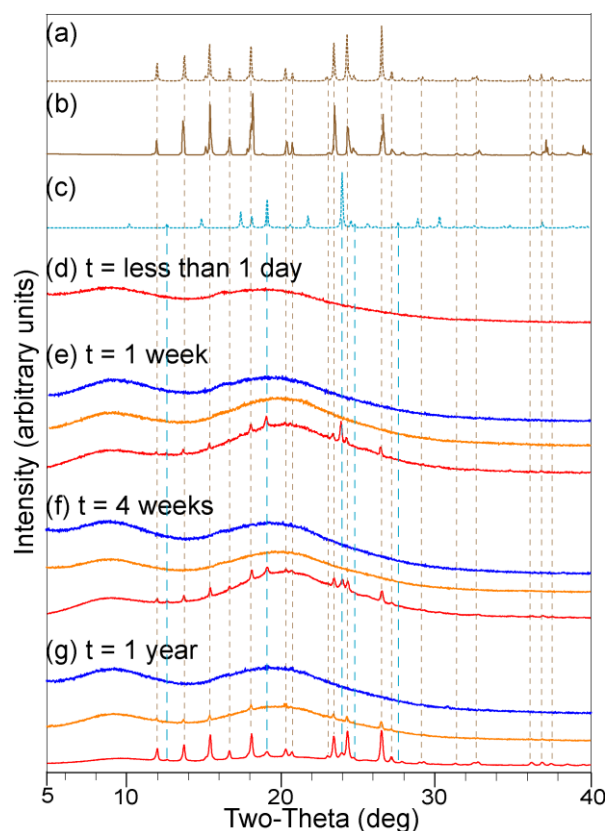 (a)
(b)
(c)
(d) t = less than 1 day
(e) t = 1 week
(f) t = 4 weeks
(g) t = 1 year
Intensity (arbitrary units)
5 10 20 30 40
Two-Theta (deg)